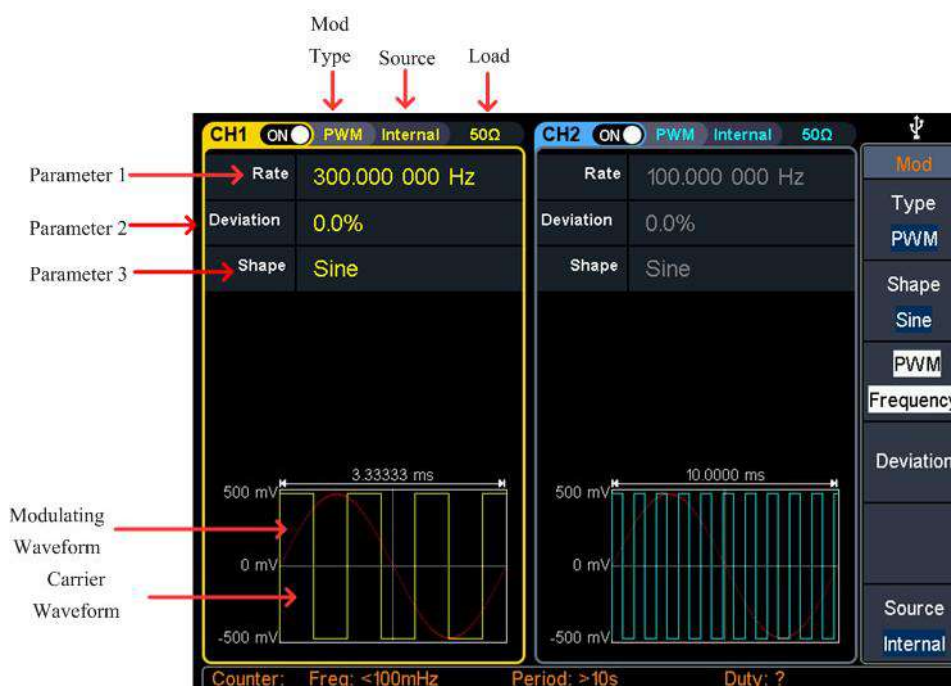 Mod
Type
Source
Load
CH1 ON PWM Internal 50Ω
CH2 ON PWM Internal 50Ω
Mod
Parameter 1
Rate 300.000 000 Hz
Rate 100.000 000 Hz
Type
PWM
Parameter 2
Deviation 0.0%
Deviation 0.0%
Parameter 3
Shape Sine
Shape Sine
Shape
Sine
PWM
Frequency
Deviation
3.33333 ms
10.0000 ms
500 mV
500 mV
Modulating
Waveform
0 mV
0 mV
Carrier
Waveform
-500 mV
-500 mV
Source
Internal
Counter: Freq: <100mHz Period: >10s Duty: ?